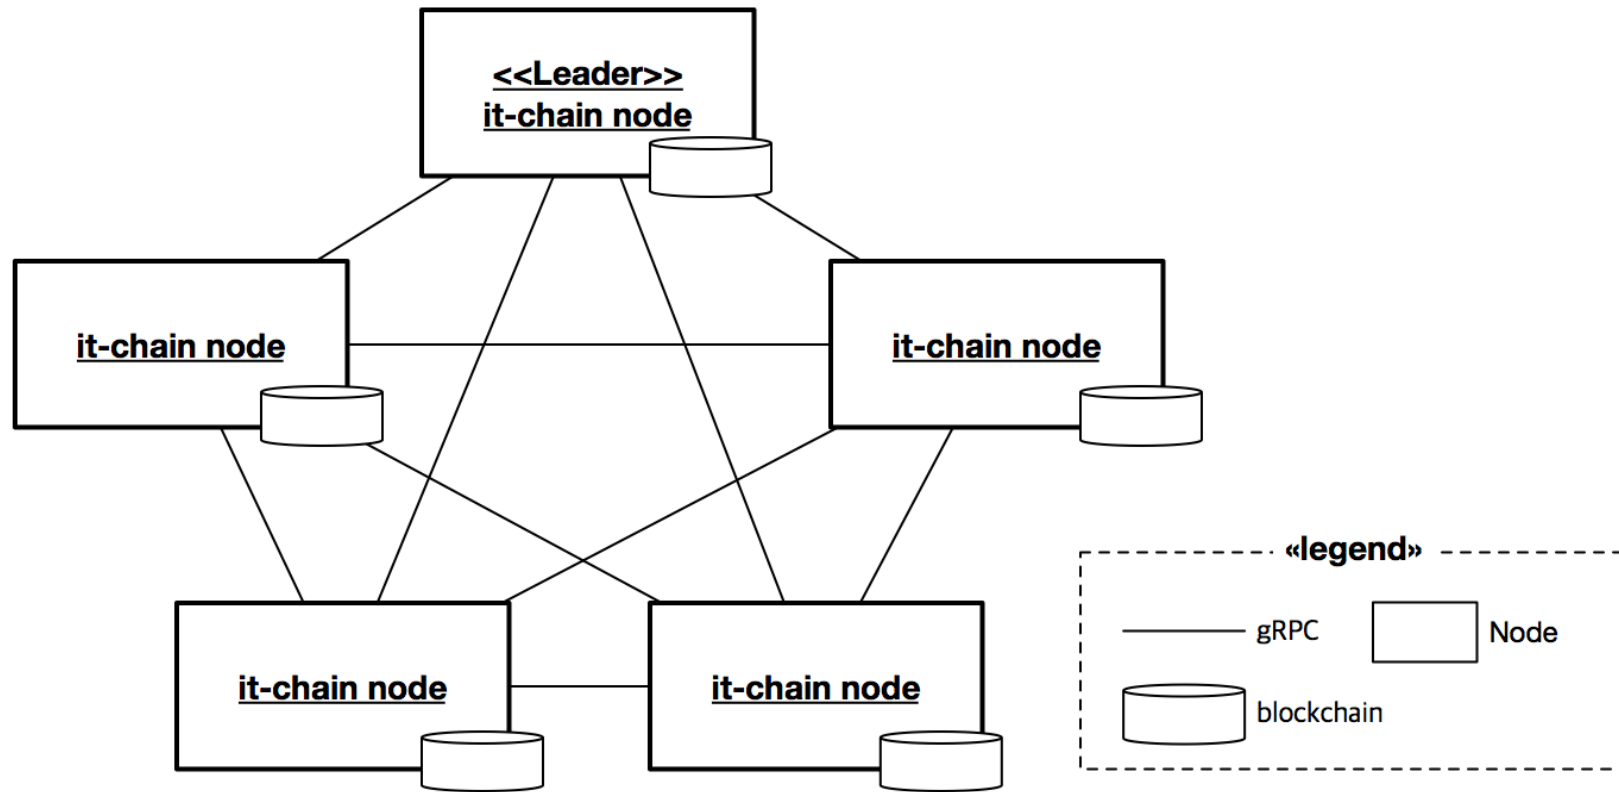 <<Leader>>
it-chain node
it-chain node
it-chain node
it-chain node
it-chain node
«legend»
gRPC
Node
blockchain